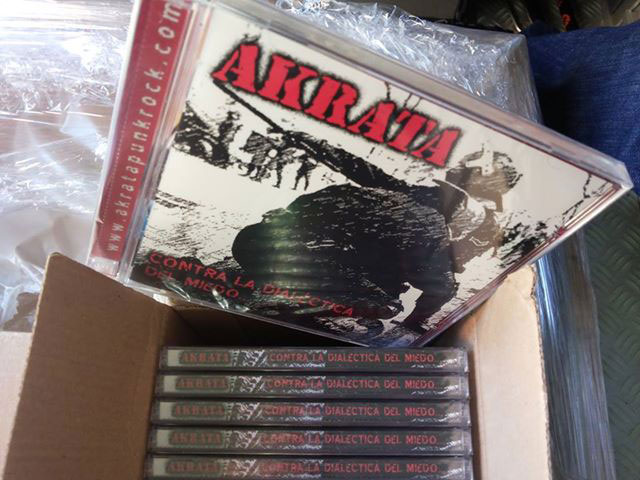 www.akratapunkrock.com
AKRATA
CONTRA LA DIALECTICA
DEL MIEDO
AKRATA CONTRA LA DIALECTICA DEL MIEDO
AKRATA CONTRA LA DIALECTICA DEL MIEDO
AKRATA CONTRA LA DIALECTICA DEL MIEDO
AKRATA CONTRA LA DIALECTICA DEL MIEDO
AKRATA CONTRA LA DIALECTICA DEL MIEDO